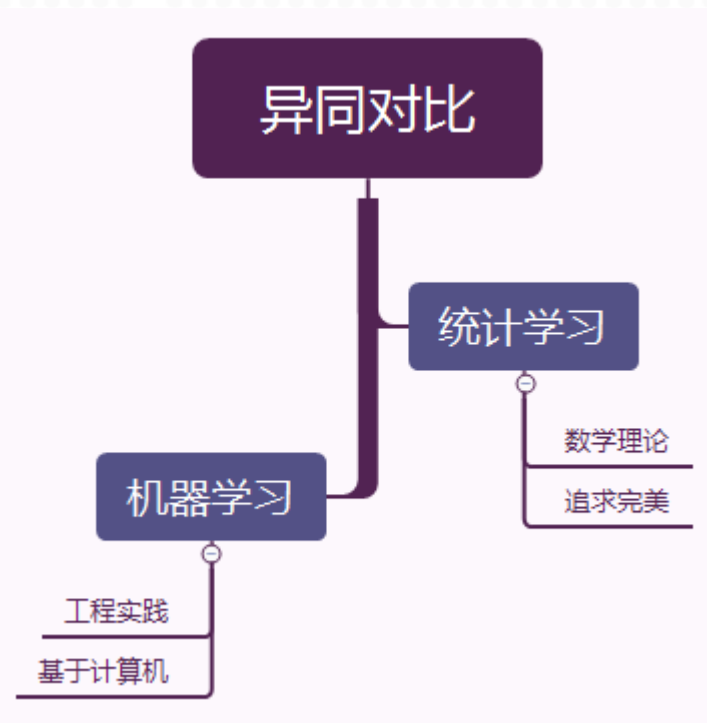 异同对比
统计学习
数学理论
追求完美
机器学习
工程实践
基于计算机